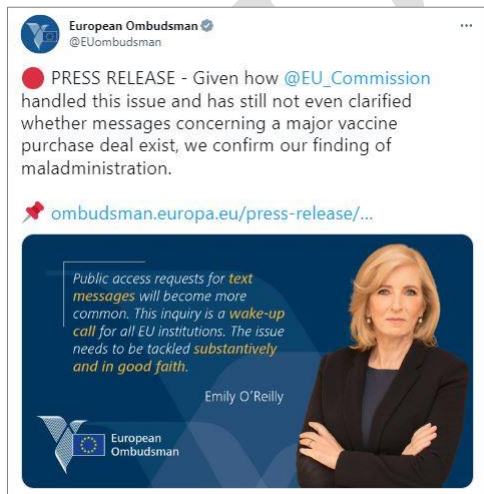 European Ombudsman
@EUombudsman
...
PRESS RELEASE - Given how @EU_Commission
handled this issue and has still not even clarified
whether messages concerning a major vaccine
purchase deal exist, we confirm our finding of
maladministration.
ombudsman.europa.eu/press-release/...
Public access requests for text
messages will become more
common. This inquiry is a wake-up
call for all EU institutions. The issue
needs to be tackled substantively
and in good faith.
Emily O'Reilly
European
Ombudsman